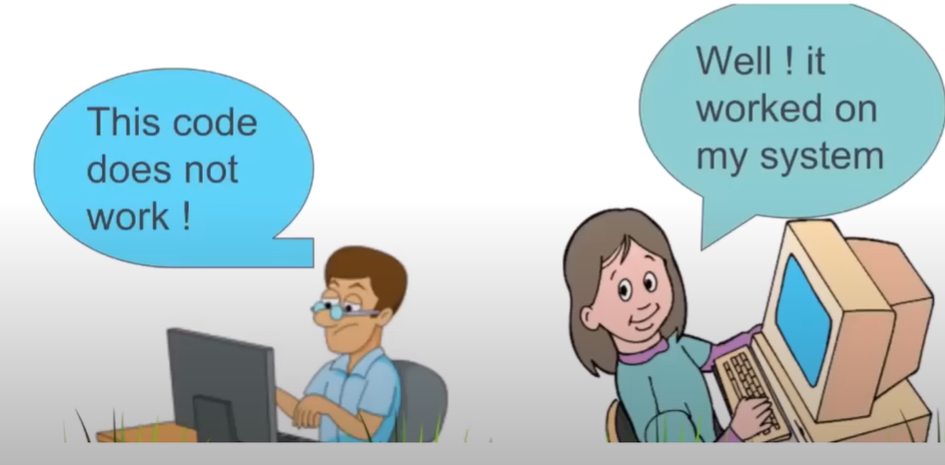 This code
does not
work !
Well ! it
worked on
my system